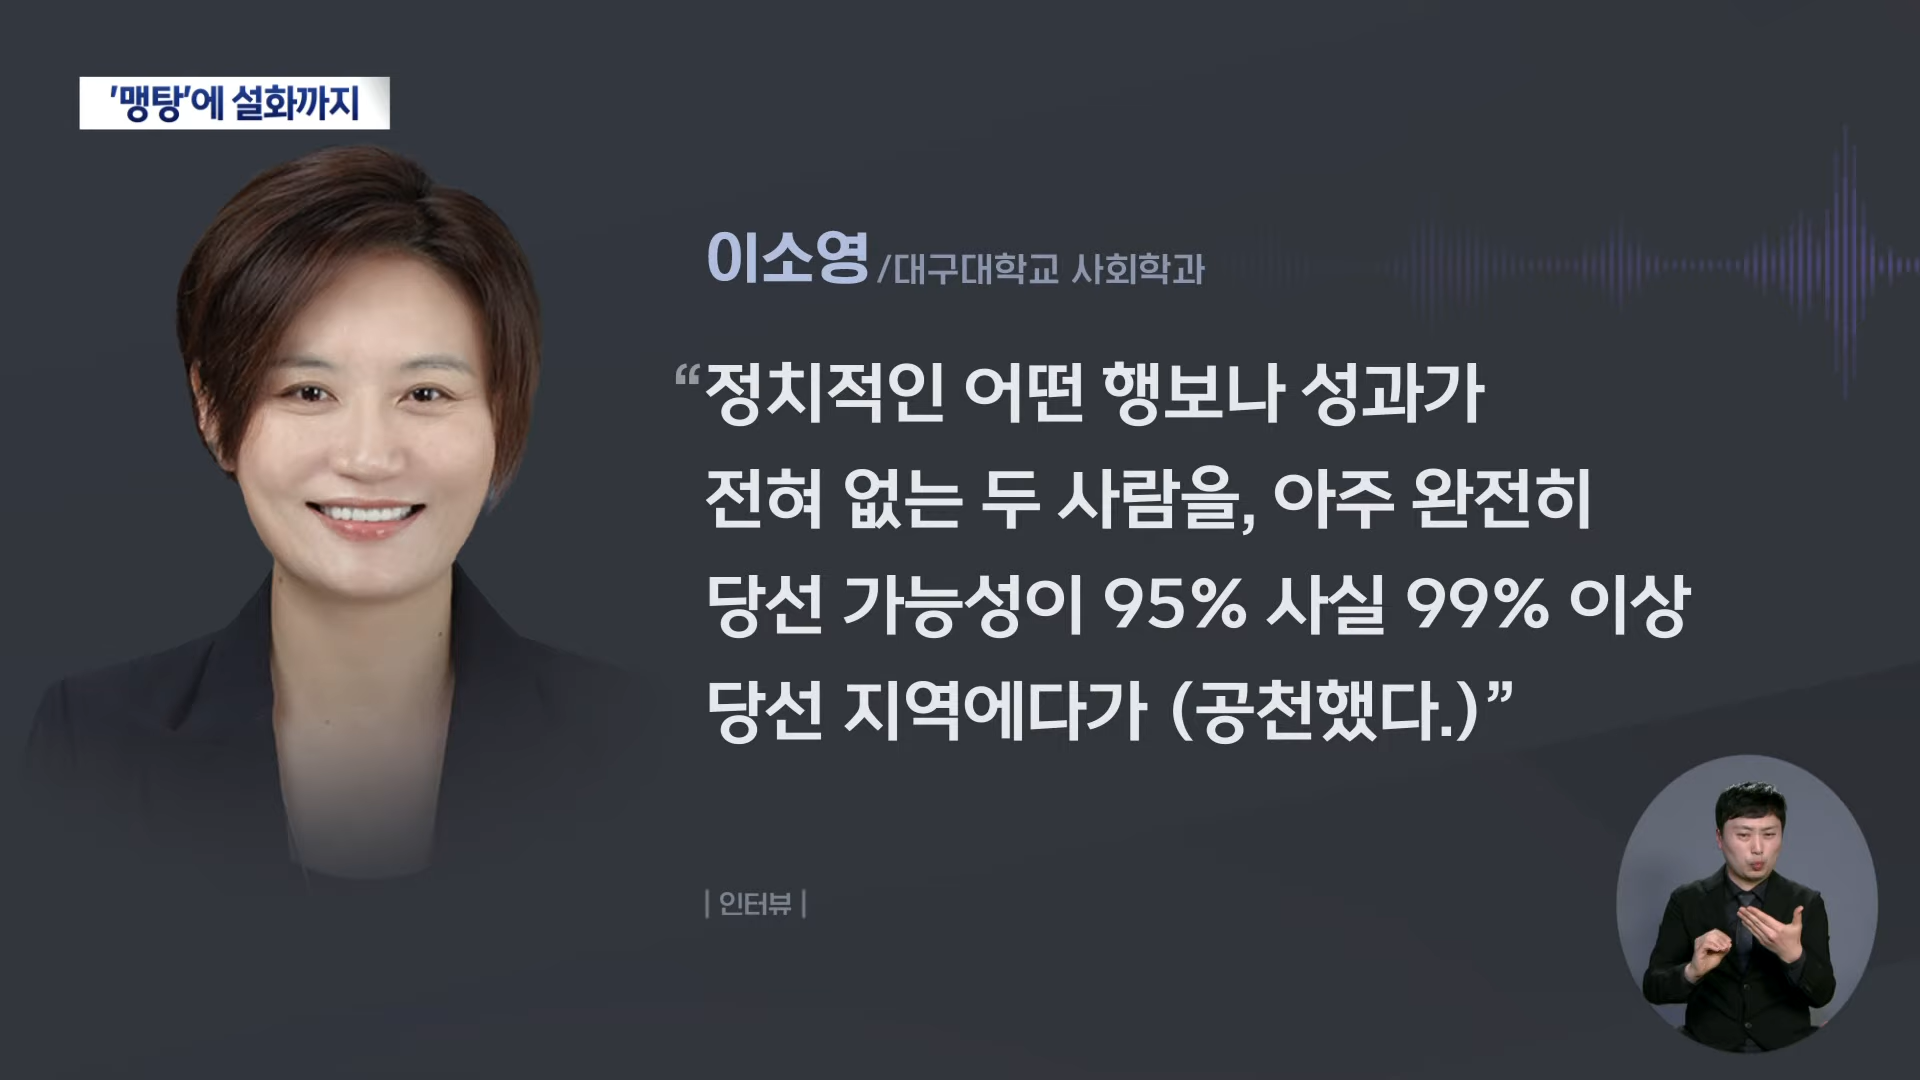 '맹탕'에 설화까지
이소영 /대구대학교 사회학과
“정치적인 어떤 행보나 성과가
전혀 없는 두 사람을, 아주 완전히
당선 가능성이 95% 사실 99% 이상
당선 지역에다가 (공천했다.)”
| 인터뷰 |